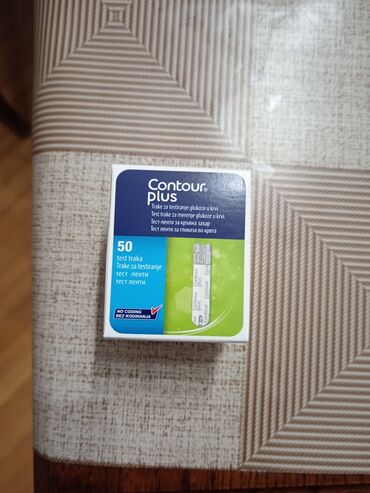 Contour®
plus
Trake za testiranje glukoze u krvi
Test trake za merenje glukoze u krvi
Тест-ленти за кръвна захар
Тест ленти за гликоза во крвта
50
test traka
Trake za testiranje
тест -ленти
тест ленти
NO CODING
BEZ KODIRANJA
Contour
plus